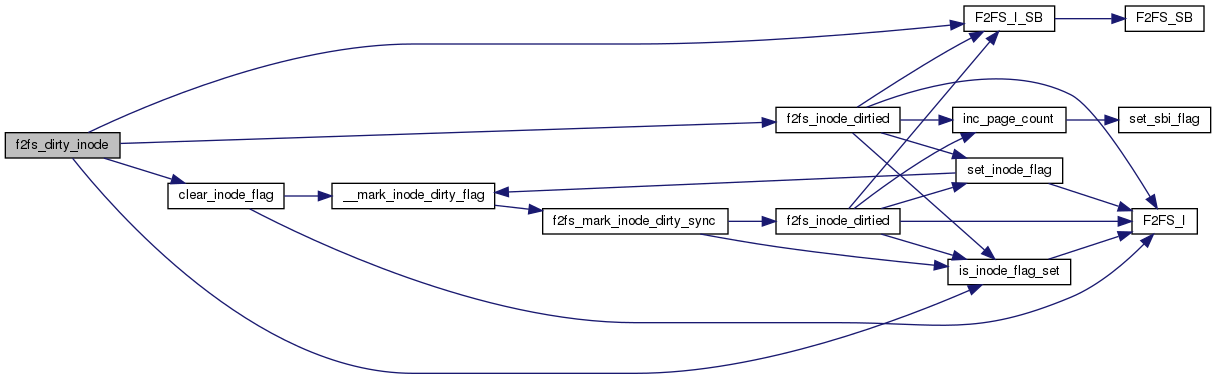 F2FS_I_SB
F2FS_SB
f2fs_inode_dirtied
inc_page_count
set_sbi_flag
f2fs_dirty_inode
set_inode_flag
clear_inode_flag
__mark_inode_dirty_flag
f2fs_mark_inode_dirty_sync
f2fs_inode_dirtied
F2FS_I
is_inode_flag_set